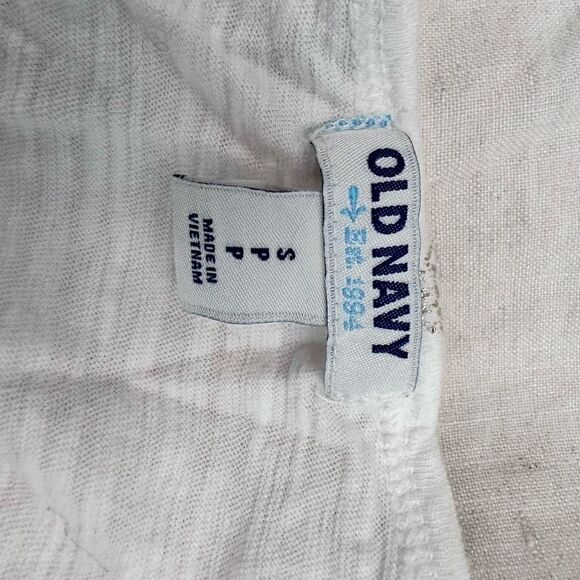 OLD NAVY
Est. 1994
S P P
MADE IN
VIETNAM